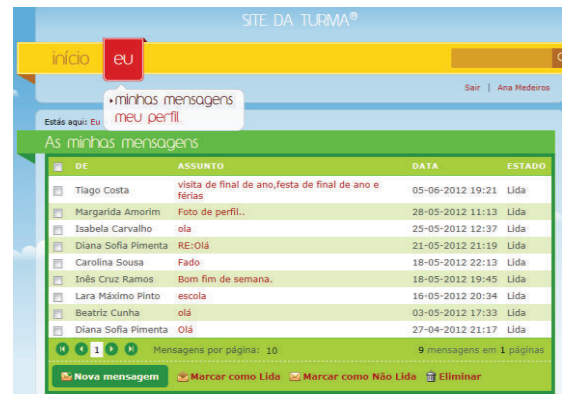 SITE DA TURMA®
início eu
Sair | Ana Medeiros
minhas mensagens
meu perfil
Estás aqui: Eu
As minhas mensagens
DE ASSUNTO DATA ESTADO
Tiago Costa visita de final de ano,festa de final de ano e férias 05-06-2012 19:21 Lida
Margarida Amorim Foto de perfil.. 28-05-2012 11:13 Lida
Isabela Carvalho ola 25-05-2012 12:37 Lida
Diana Sofia Pimenta RE:Olá 21-05-2012 21:19 Lida
Carolina Sousa Fado 18-05-2012 22:13 Lida
Inês Cruz Ramos Bom fim de semana. 18-05-2012 19:45 Lida
Lara Máximo Pinto escola 16-05-2012 20:34 Lida
Beatriz Cunha olá 03-05-2012 17:33 Lida
Diana Sofia Pimenta Olá 27-04-2012 21:17 Lida
1 Mensagens por página: 10 9 mensagens em 1 páginas
Nova mensagem Marcar como Lida Marcar como Não Lida Eliminar